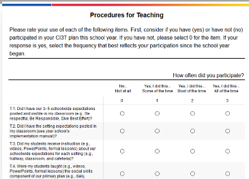 Procedures for Teaching
Please rate your use of each of the following items. First, consider if you have (yes) or have not (no)
participated in your Ci3T plan this school year. If you have not, please select 0 for the item. If your
response is yes, select the frequency that best reflects your participation since the school year
began.
How often did you participate?
No... Yes, I did this... Yes, I did this... Yes, I did this...
Not at all Some of the time Most of the time All of the time
0 1 2 3
T.1. Did I have our 3-5 schoolwide expectations
posted and visible in my classroom (e.g. Be
respectful, Be Responsible, Give Best Effort)?
T.2. Did I have the setting expectations posted
in my classroom (see your school's
implementation manual)?
T.3. Did my students receive instruction (e.g.
videos, PowerPoints, formal lessons) about our
schoolwide expectations for each setting (e.g.,
hallway, classroom, and cafeteria)?
T.4. Were my students taught (e.g., videos,
PowerPoints, formal lessons) the social skills
component of our primary plan (e.g., daily,